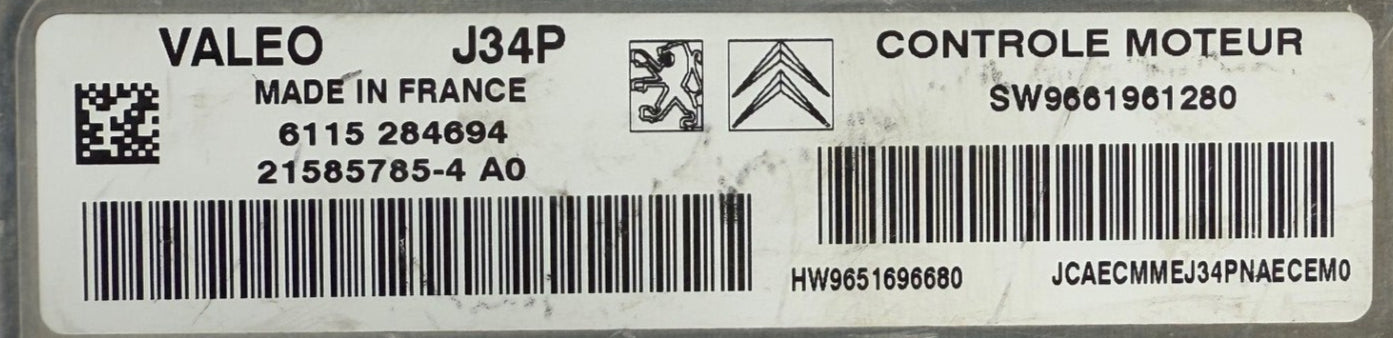 VALEO J34P
MADE IN FRANCE
6115 284694
21585785-4 A0
CONTROLE MOTEUR
SW9661961280
HW9651696680 JCAECMMEJ34PNAECEM0